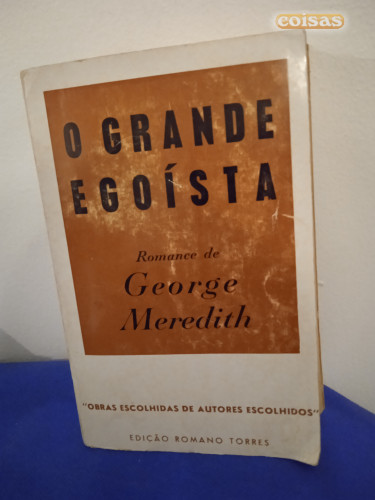 coisas
O GRANDE
EGOÍSTA
Romance de
George
Meredith
"OBRAS ESCOLHIDAS DE AUTORES ESCOLHIDOS"
EDIÇÃO ROMANO TORRES